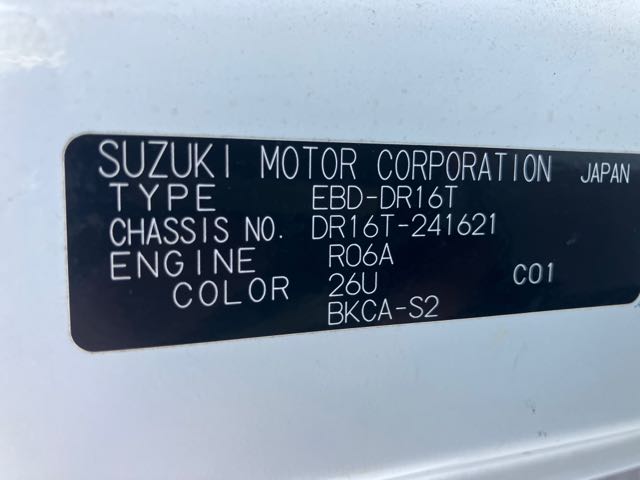 SUZUKI MOTOR CORPORATION JAPAN
TYPE EBD-DR16T
CHASSIS NO. DR16T-241621
ENGINE R06A
COLOR 26U C01
BKCA-S2